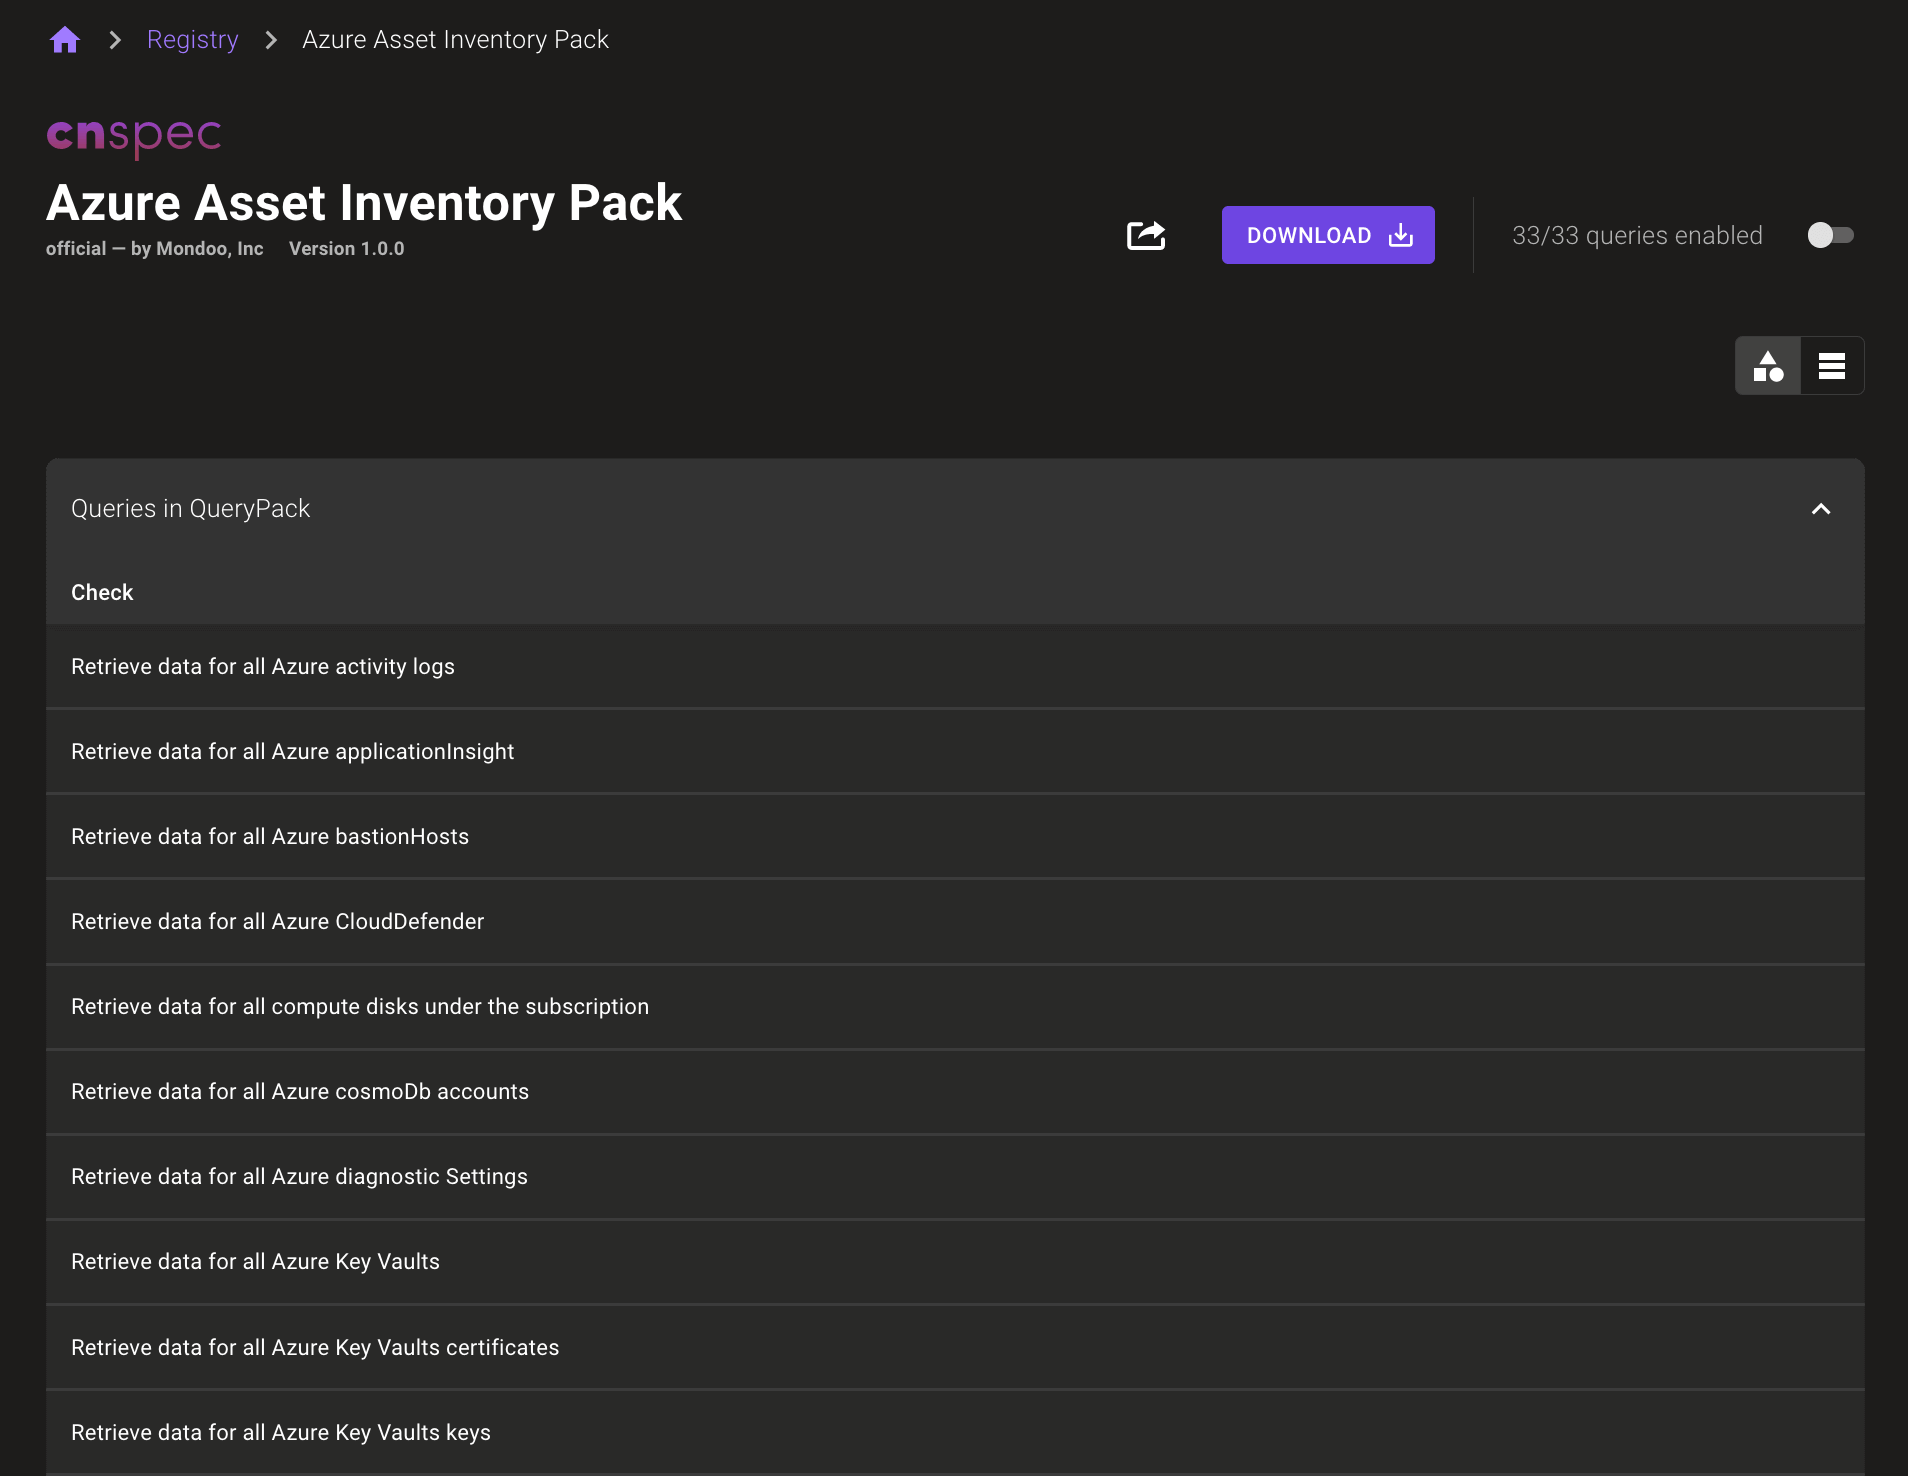 Registry
Azure Asset Inventory Pack
cnspec
Azure Asset Inventory Pack
official — by Mondoo, Inc Version 1.0.0
DOWNLOAD
33/33 queries enabled
Queries in QueryPack
Check
Retrieve data for all Azure activity logs
Retrieve data for all Azure applicationInsight
Retrieve data for all Azure bastionHosts
Retrieve data for all Azure CloudDefender
Retrieve data for all compute disks under the subscription
Retrieve data for all Azure cosmoDb accounts
Retrieve data for all Azure diagnostic Settings
Retrieve data for all Azure Key Vaults
Retrieve data for all Azure Key Vaults certificates
Retrieve data for all Azure Key Vaults keys